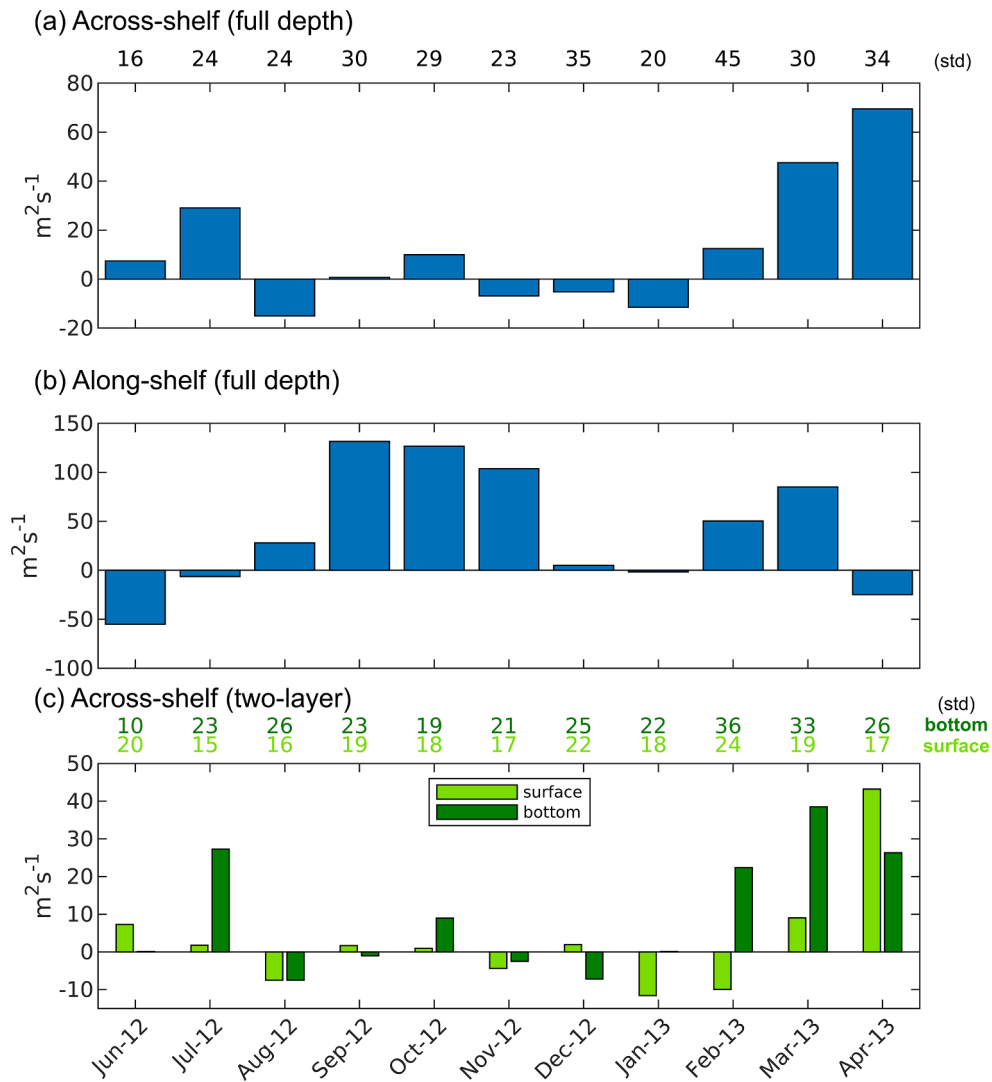 (a) Across-shelf (full depth)
16 24 24 30 29 23 35 20 45 30 34 (std)
80
60
40
20
0
-20
m²s⁻¹
(b) Along-shelf (full depth)
150
100
50
0
-50
-100
m²s⁻¹
(c) Across-shelf (two-layer)
(std)
10 23 26 23 19 21 25 22 36 33 26 bottom
20 15 16 19 18 17 22 18 24 19 17 surface
50
40
30
20
10
0
-10
m²s⁻¹
surface
bottom
Jun-12 Jul-12 Aug-12 Sep-12 Oct-12 Nov-12 Dec-12 Jan-13 Feb-13 Mar-13 Apr-13